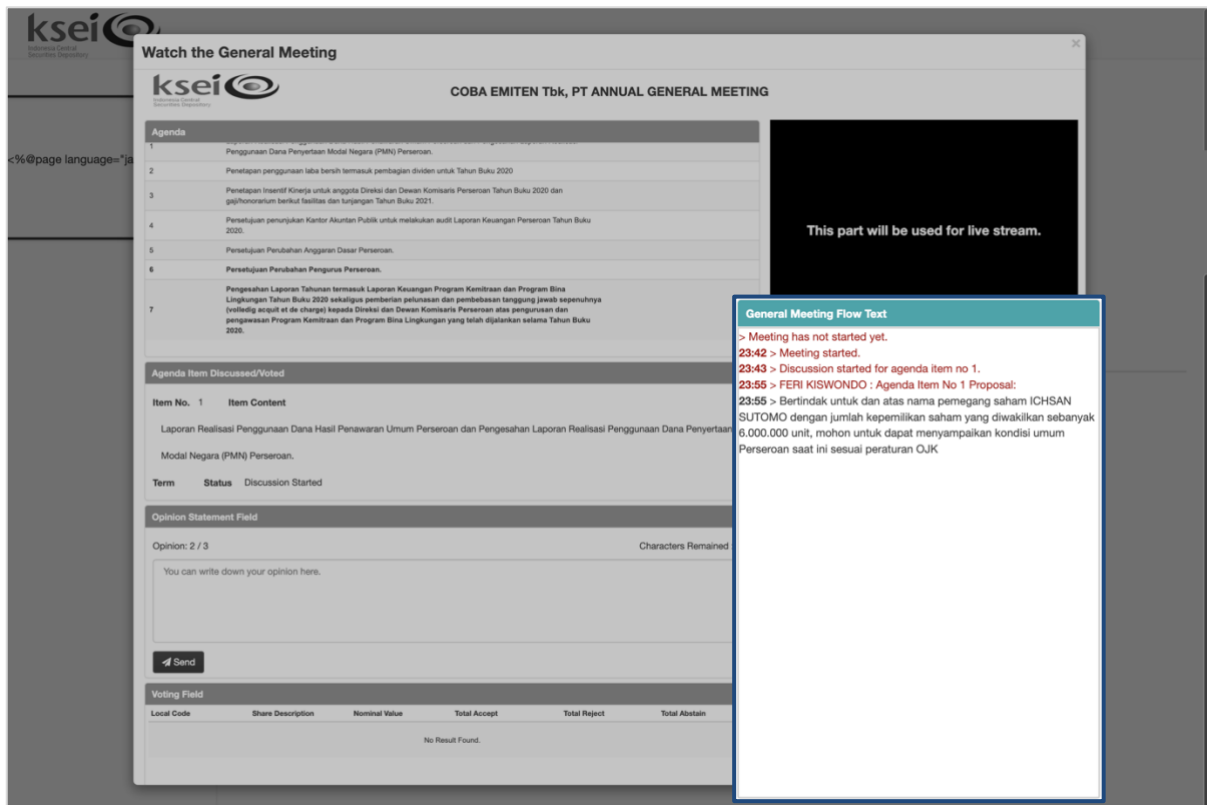 ksei
Indonesia Central
Securities Depository
<%@page language="ja
Watch the General Meeting
×
ksei
Indonesia Central
Securities Depository
COBA EMITEN Tbk, PT ANNUAL GENERAL MEETING
Agenda
1
Penggunaan Dana Penyertaan Modal Negara (PMN) Perseroan.
2 Penetapan penggunaan laba bersih termasuk pembagian dividen untuk Tahun Buku 2020
3 Penetapan Insentif Kinerja untuk anggota Direksi dan Dewan Komisaris Perseroan Tahun Buku 2020 dan
gaji/honorarium berikut fasilitas dan tunjangan Tahun Buku 2021.
4 Persetujuan penunjukan Kantor Akuntan Publik untuk melakukan audit Laporan Keuangan Perseroan Tahun Buku
2020.
5 Persetujuan Perubahan Anggaran Dasar Perseroan.
6 Persetujuan Perubahan Pengurus Perseroan.
7 Pengesahan Laporan Tahunan termasuk Laporan Keuangan Program Kemitraan dan Program Bina
Lingkungan Tahun Buku 2020 sekaligus pemberian pelunasan dan pembebasan tanggung jawab sepenuhnya
(volledig acquit et de charge) kepada Direksi dan Dewan Komisaris Perseroan atas pengurusan dan
pengawasan Program Kemitraan dan Program Bina Lingkungan yang telah dijalankan selama Tahun Buku
2020.
This part will be used for live stream.
Agenda Item Discussed/Voted
Item No. 1 Item Content
Laporan Realisasi Penggunaan Dana Hasil Penawaran Umum Perseroan dan Pengesahan Laporan Realisasi Penggunaan Dana Penyertaan
Modal Negara (PMN) Perseroan.
Term Status Discussion Started
Opinion Statement Field
Opinion: 2 / 3 Characters Remained
You can write down your opinion here.
Send
Voting Field
Local Code Share Description Nominal Value Total Accept Total Reject Total Abstain
No Result Found.
General Meeting Flow Text
> Meeting has not started yet.
23:42 > Meeting started.
23:43 > Discussion started for agenda item no 1.
23:55 > FERI KISWONDO : Agenda Item No 1 Proposal:
23:55 > Bertindak untuk dan atas nama pemegang saham ICHSAN
SUTOMO dengan jumlah kepemilikan saham yang diwakilkan sebanyak
6.000.000 unit, mohon untuk dapat menyampaikan kondisi umum
Perseroan saat ini sesuai peraturan OJK